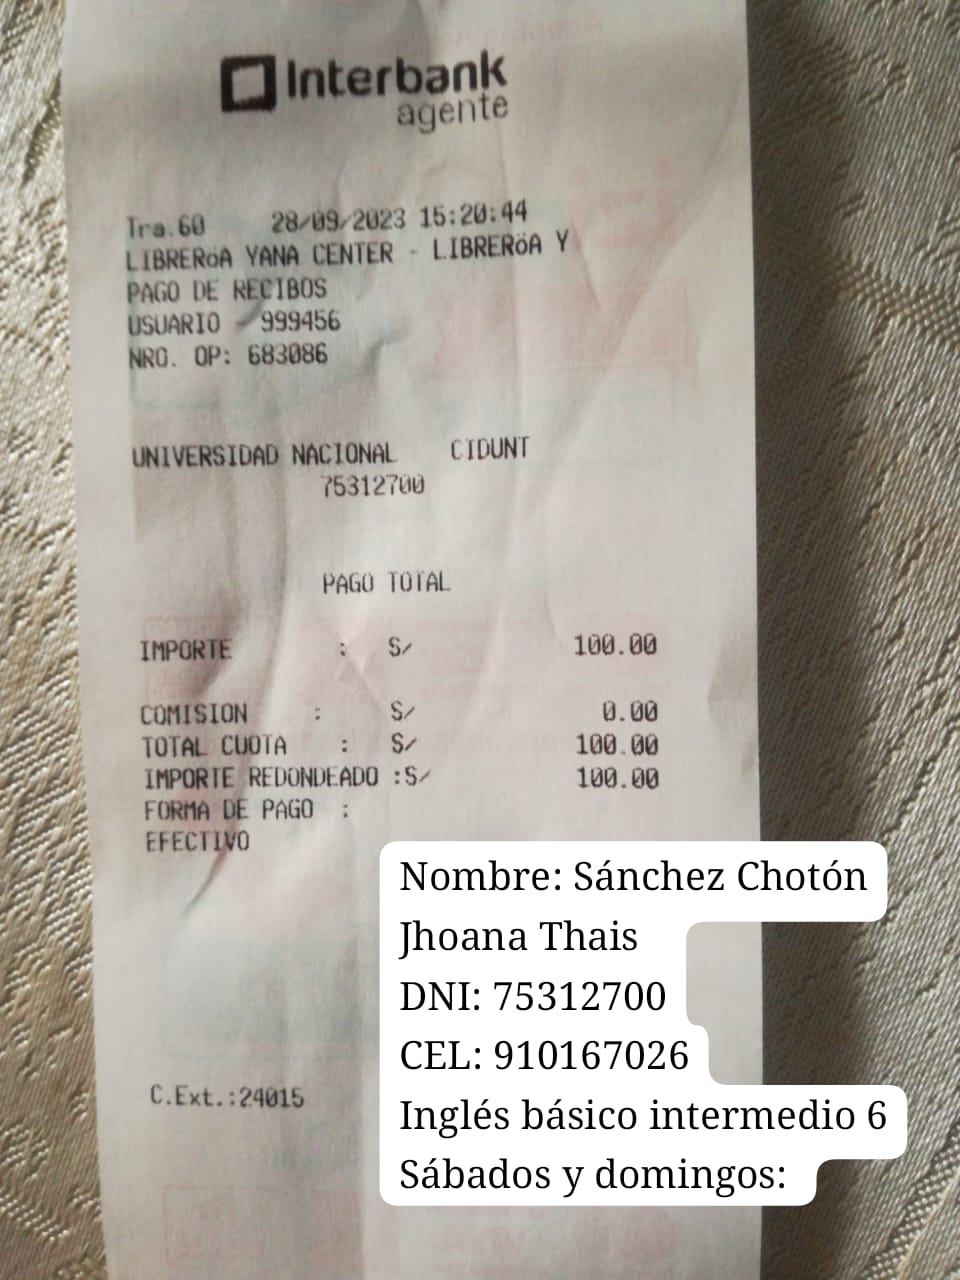 Interbank
agente
Tra.60 28/09/2023 15:20:44
LIBRERöA YANA CENTER - LIBRERöA Y
PAGO DE RECIBOS
USUARIO - 999456
NRO. OP: 683086
UNIVERSIDAD NACIONAL CIDUNT
75312700
PAGO TOTAL
IMPORTE : S/ 100.00
COMISION : S/ 0.00
TOTAL CUOTA : S/ 100.00
IMPORTE REDONDEADO :S/ 100.00
FORMA DE PAGO :
EFECTIVO
Nombre: Sánchez Chotón
Jhoana Thais
DNI: 75312700
CEL: 910167026
C.Ext.:24015
Inglés básico intermedio 6
Sábados y domingos: